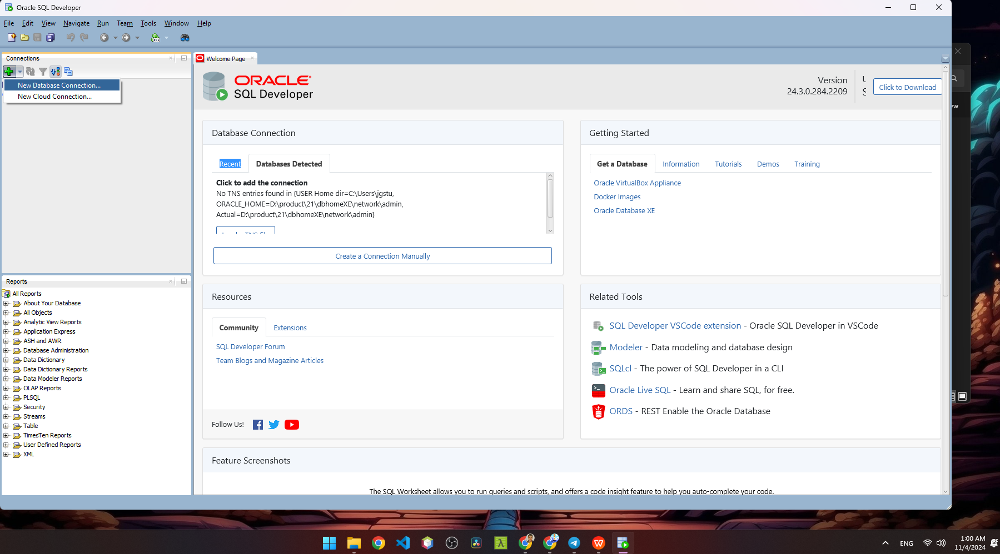 Oracle SQL Developer
File Edit View Navigate Run Team Tools Window Help
SQL
Connections
New Database Connection...
New Cloud Connection...
Welcome Page
ORACLE
SQL Developer
Version
24.3.0.284.2209
Click to Download
Database Connection
Recent
Databases Detected
Click to add the connection
No TNS entries found in {USER Home dir=C:\Users\jgstu,
ORACLE_HOME=D:\product\21\dbhomeXE\network\admin,
Actual=D:\product\21\dbhomeXE\network\admin}
Create a Connection Manually
Getting Started
Get a Database Information Tutorials Demos Training
Oracle VirtualBox Appliance
Docker Images
Oracle Database XE
Reports
All Reports
About Your Database
All Objects
Analytic View Reports
Application Express
ASH and AWR
Database Administration
Data Dictionary
Data Dictionary Reports
Data Modeler Reports
OLAP Reports
PLSQL
Security
Streams
Table
TimesTen Reports
User Defined Reports
XML
Resources
Community Extensions
SQL Developer Forum
Team Blogs and Magazine Articles
Follow Us!
Related Tools
SQL Developer VSCode extension - Oracle SQL Developer in VSCode
Modeler - Data modeling and database design
SQLcl - The power of SQL Developer in a CLI
Oracle Live SQL - Learn and share SQL, for free.
ORDS - REST Enable the Oracle Database
Feature Screenshots
The SQL Worksheet allows you to run queries and scripts, and offers a code insight feature to help you auto-complete your code.
ENG
1:00 AM
11/4/2024